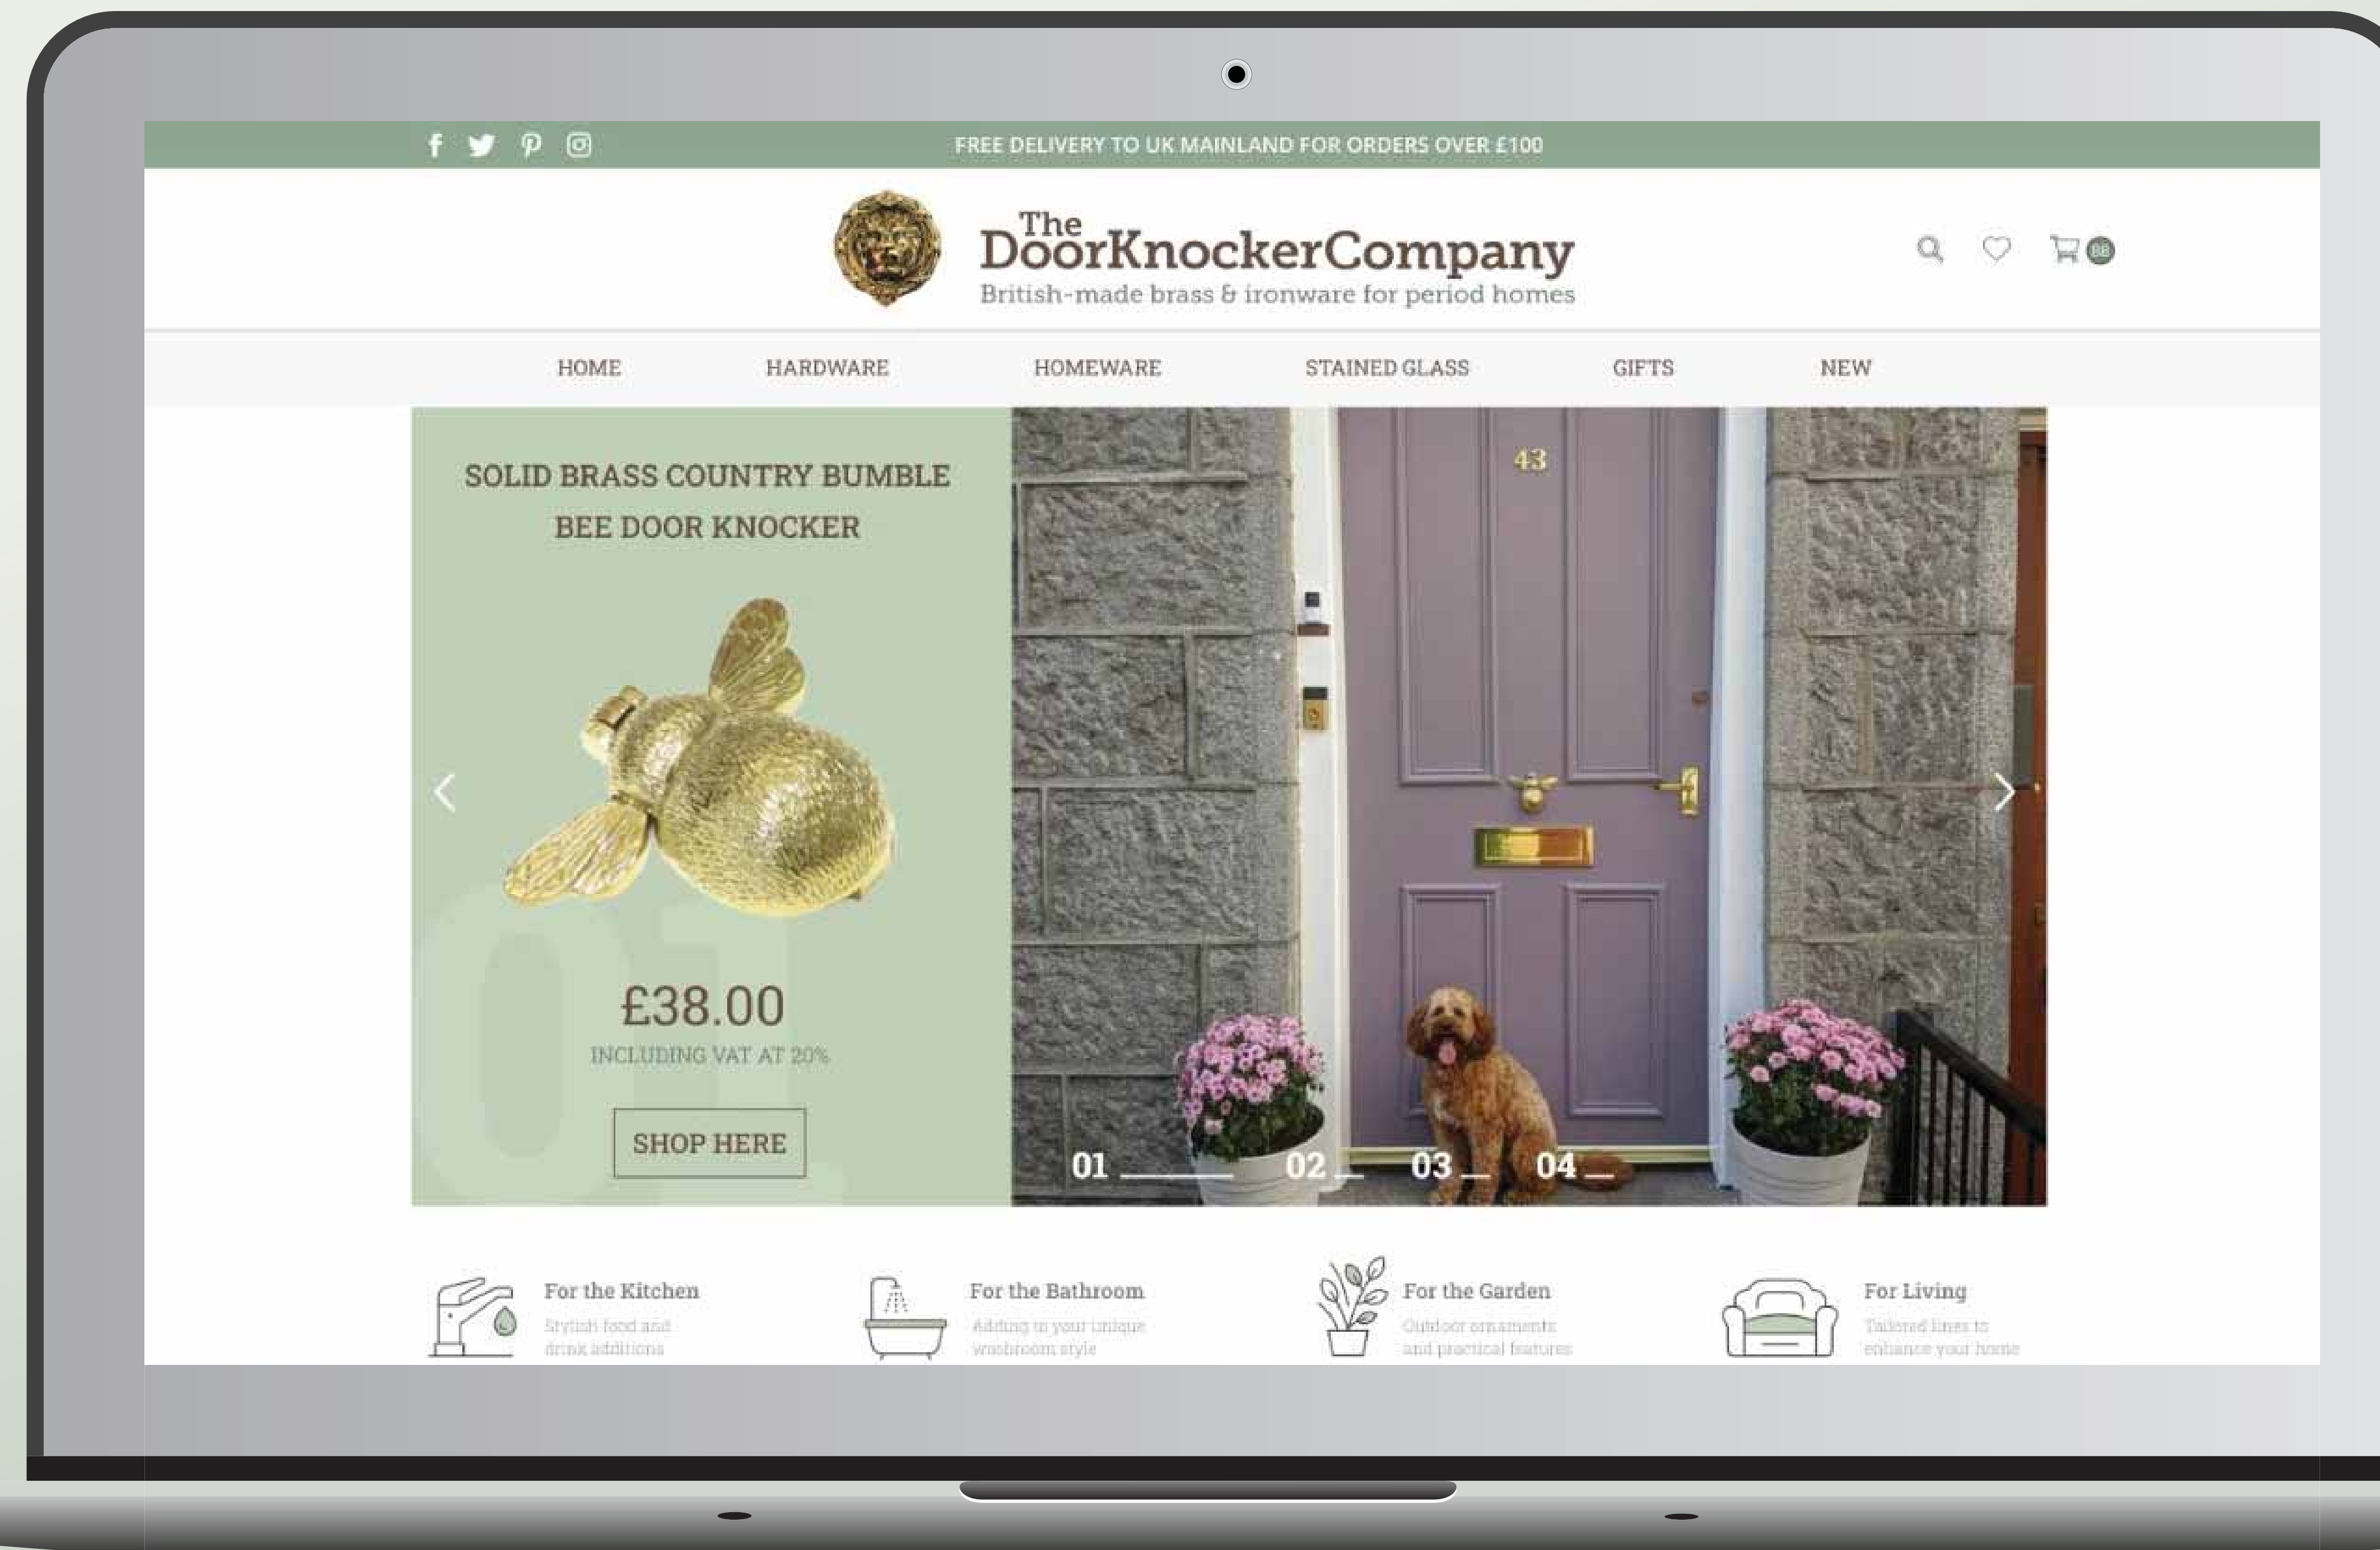 FREE DELIVERY TO UK MAINLAND FOR ORDERS OVER £100
The
DoorKnockerCompany
British-made brass & ironware for period homes
88
HOME HARDWARE HOMEWARE STAINED GLASS GIFTS NEW
SOLID BRASS COUNTRY BUMBLE
BEE DOOR KNOCKER
43
01
£38.00
INCLUDING VAT AT 20%
SHOP HERE
01 02 03 04
For the Kitchen
Stylish food and
drink additions
For the Bathroom
Adding to your unique
washroom style
For the Garden
Outdoor ornaments
and practical features
For Living
Tailored lines to
enhance your home